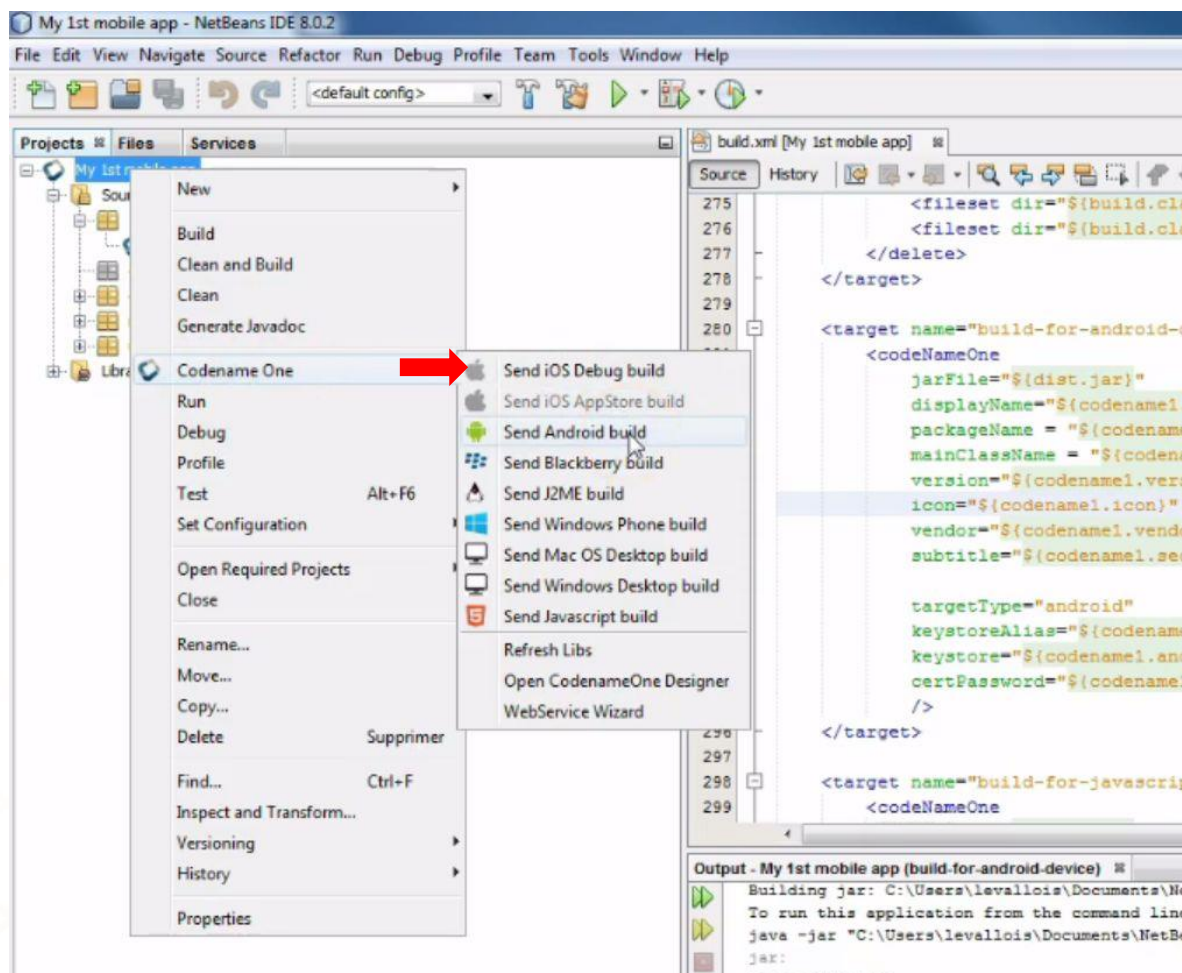 My 1st mobile app - NetBeans IDE 8.0.2
File Edit View Navigate Source Refactor Run Debug Profile Team Tools Window Help
<default config>
Projects Files Services
My 1st mobile app
New
Build
Clean and Build
Clean
Generate Javadoc
Codename One
Run
Debug
Profile
Test Alt+F6
Set Configuration
Open Required Projects
Close
Rename...
Move...
Copy...
Delete Supprimer
Find... Ctrl+F
Inspect and Transform...
Versioning
History
Properties
Send iOS Debug build
Send iOS AppStore build
Send Android build
Send Blackberry build
Send J2ME build
Send Windows Phone build
Send Mac OS Desktop build
Send Windows Desktop build
Send Javascript build
Refresh Libs
Open CodenameOne Designer
WebService Wizard
build.xml [My 1st mobile app]
Source History
275 <fileset dir="${build.cl
276 <fileset dir="${build.cl
277 </delete>
278 </target>
279
280 <target name="build-for-android-
<codeNameOne
jarFile="${dist.jar}"
displayName="${codename1
packageName = "${codenam
mainClassName = "${coden
version="${codename1.ver
icon="${codename1.icon}"
vendor="${codename1.vend
subtitle="${codename1.se
targetType="android"
keystoreAlias="${codenam
keystore="${codename1.an
certPassword="${codename
/>
296 </target>
297
298 <target name="build-for-javascrip
299 <codeNameOne
Output - My 1st mobile app (build-for-android-device)
Building jar: C:\Users\levallois\Documents\N
To run this application from the command lin
java -jar "C:\Users\levallois\Documents\NetB
jar: